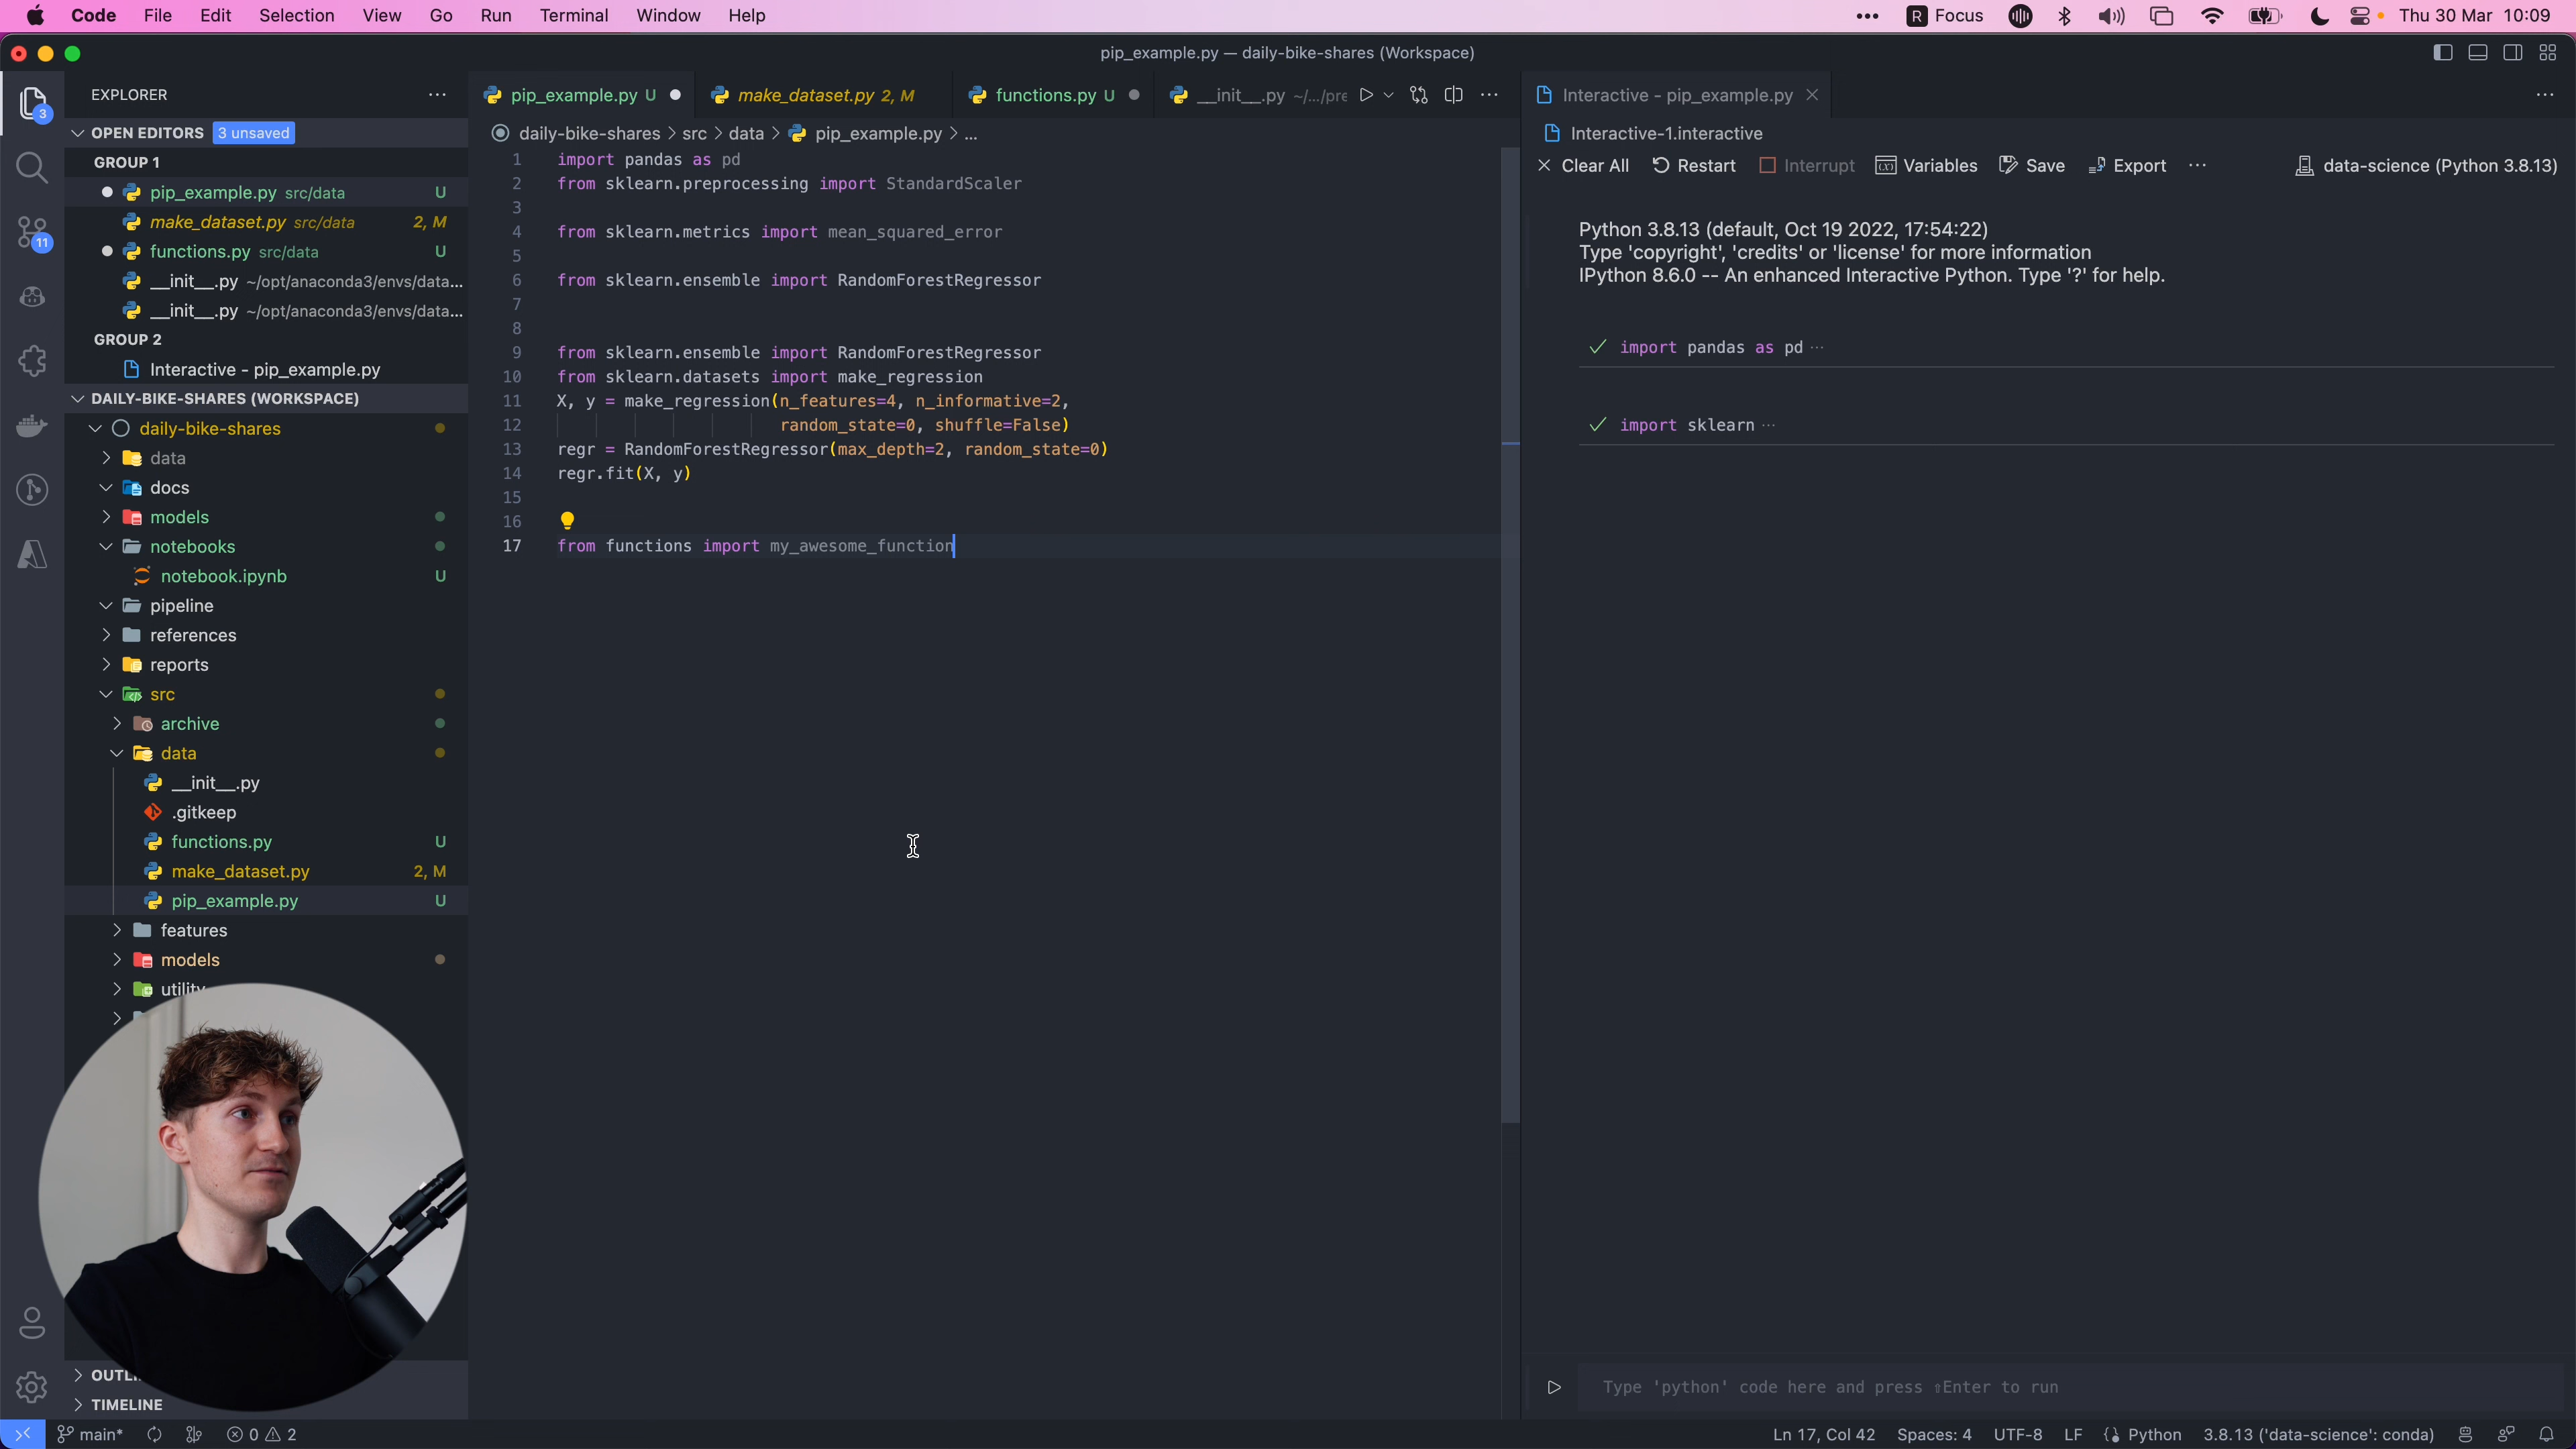 Code File Edit Selection View Go Run Terminal Window Help
R Focus Thu 30 Mar 10:09
pip_example.py — daily-bike-shares (Workspace)
3
11
EXPLORER
OPEN EDITORS 3 unsaved
GROUP 1
pip_example.py src/data U
make_dataset.py src/data 2, M
functions.py src/data U
__init__.py ~/opt/anaconda3/envs/data...
__init__.py ~/opt/anaconda3/envs/data...
GROUP 2
Interactive - pip_example.py
DAILY-BIKE-SHARES (WORKSPACE)
daily-bike-shares
data
docs
models
notebooks
notebook.ipynb U
pipeline
references
reports
src
archive
data
__init__.py
.gitkeep
functions.py U
make_dataset.py 2, M
pip_example.py U
features
models
utility
TIMELINE
pip_example.py U make_dataset.py 2, M functions.py U __init__.py ~/.../pre
daily-bike-shares > src > data > pip_example.py > ...
1 import pandas as pd
2 from sklearn.preprocessing import StandardScaler
3
4 from sklearn.metrics import mean_squared_error
5
6 from sklearn.ensemble import RandomForestRegressor
7
8
9 from sklearn.ensemble import RandomForestRegressor
10 from sklearn.datasets import make_regression
11 X, y = make_regression(n_features=4, n_informative=2,
12 random_state=0, shuffle=False)
13 regr = RandomForestRegressor(max_depth=2, random_state=0)
14 regr.fit(X, y)
15
16
17 from functions import my_awesome_function
Interactive - pip_example.py
Interactive-1.interactive
Clear All Restart Interrupt Variables Save Export ... data-science (Python 3.8.13)
Python 3.8.13 (default, Oct 19 2022, 17:54:22)
Type 'copyright', 'credits' or 'license' for more information
IPython 8.6.0 -- An enhanced Interactive Python. Type '?' for help.
import pandas as pd ...
import sklearn ...
Type 'python' code here and press ⇧Enter to run
main* 0 2
Ln 17, Col 42 Spaces: 4 UTF-8 LF Python 3.8.13 ('data-science': conda)